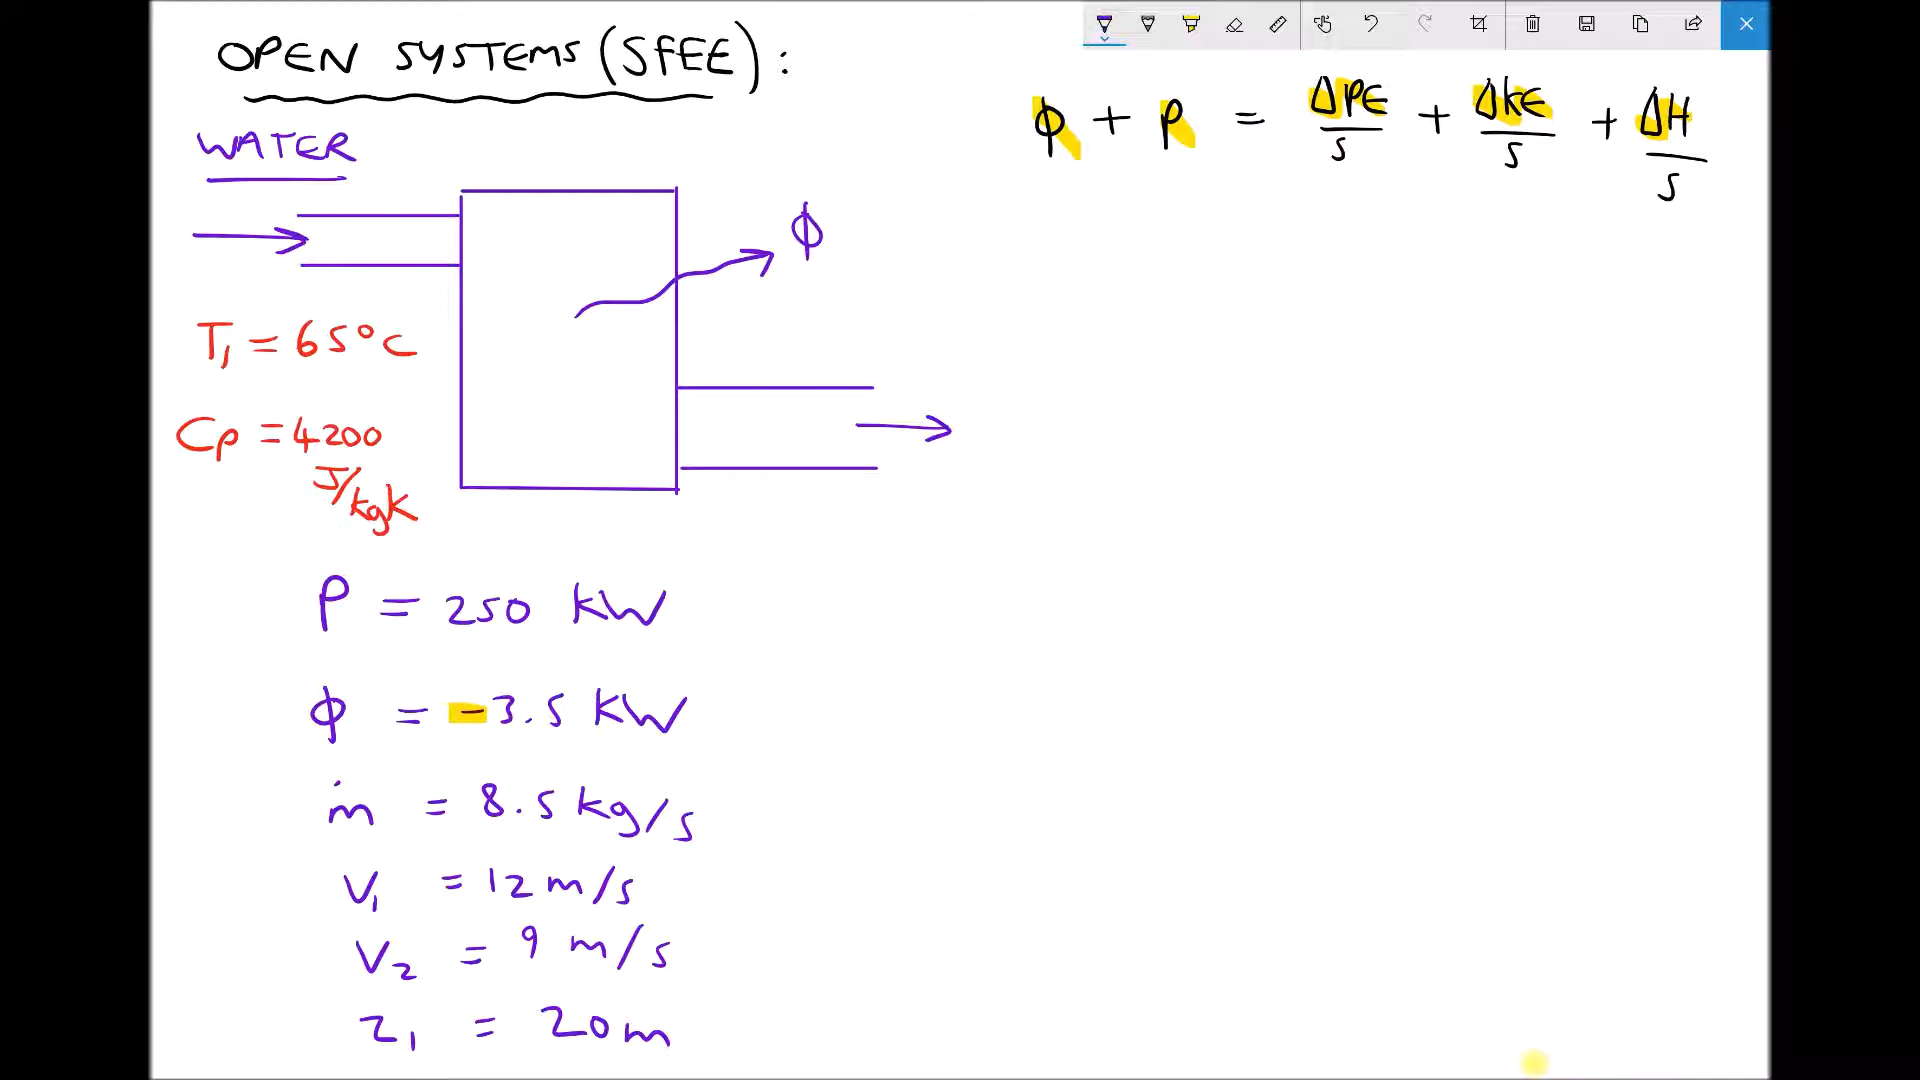 OPEN SYSTEMS (SFEE):
Φ + P = ΔPE/s + ΔKE/s + ΔH/s
WATER
Φ
T₁ = 65°C
Cp = 4200
J/kgK
P = 250 KW
Φ = -3.5 KW
ṁ = 8.5 kg/s
V₁ = 12 m/s
V₂ = 9 m/s
Z₁ = 20m